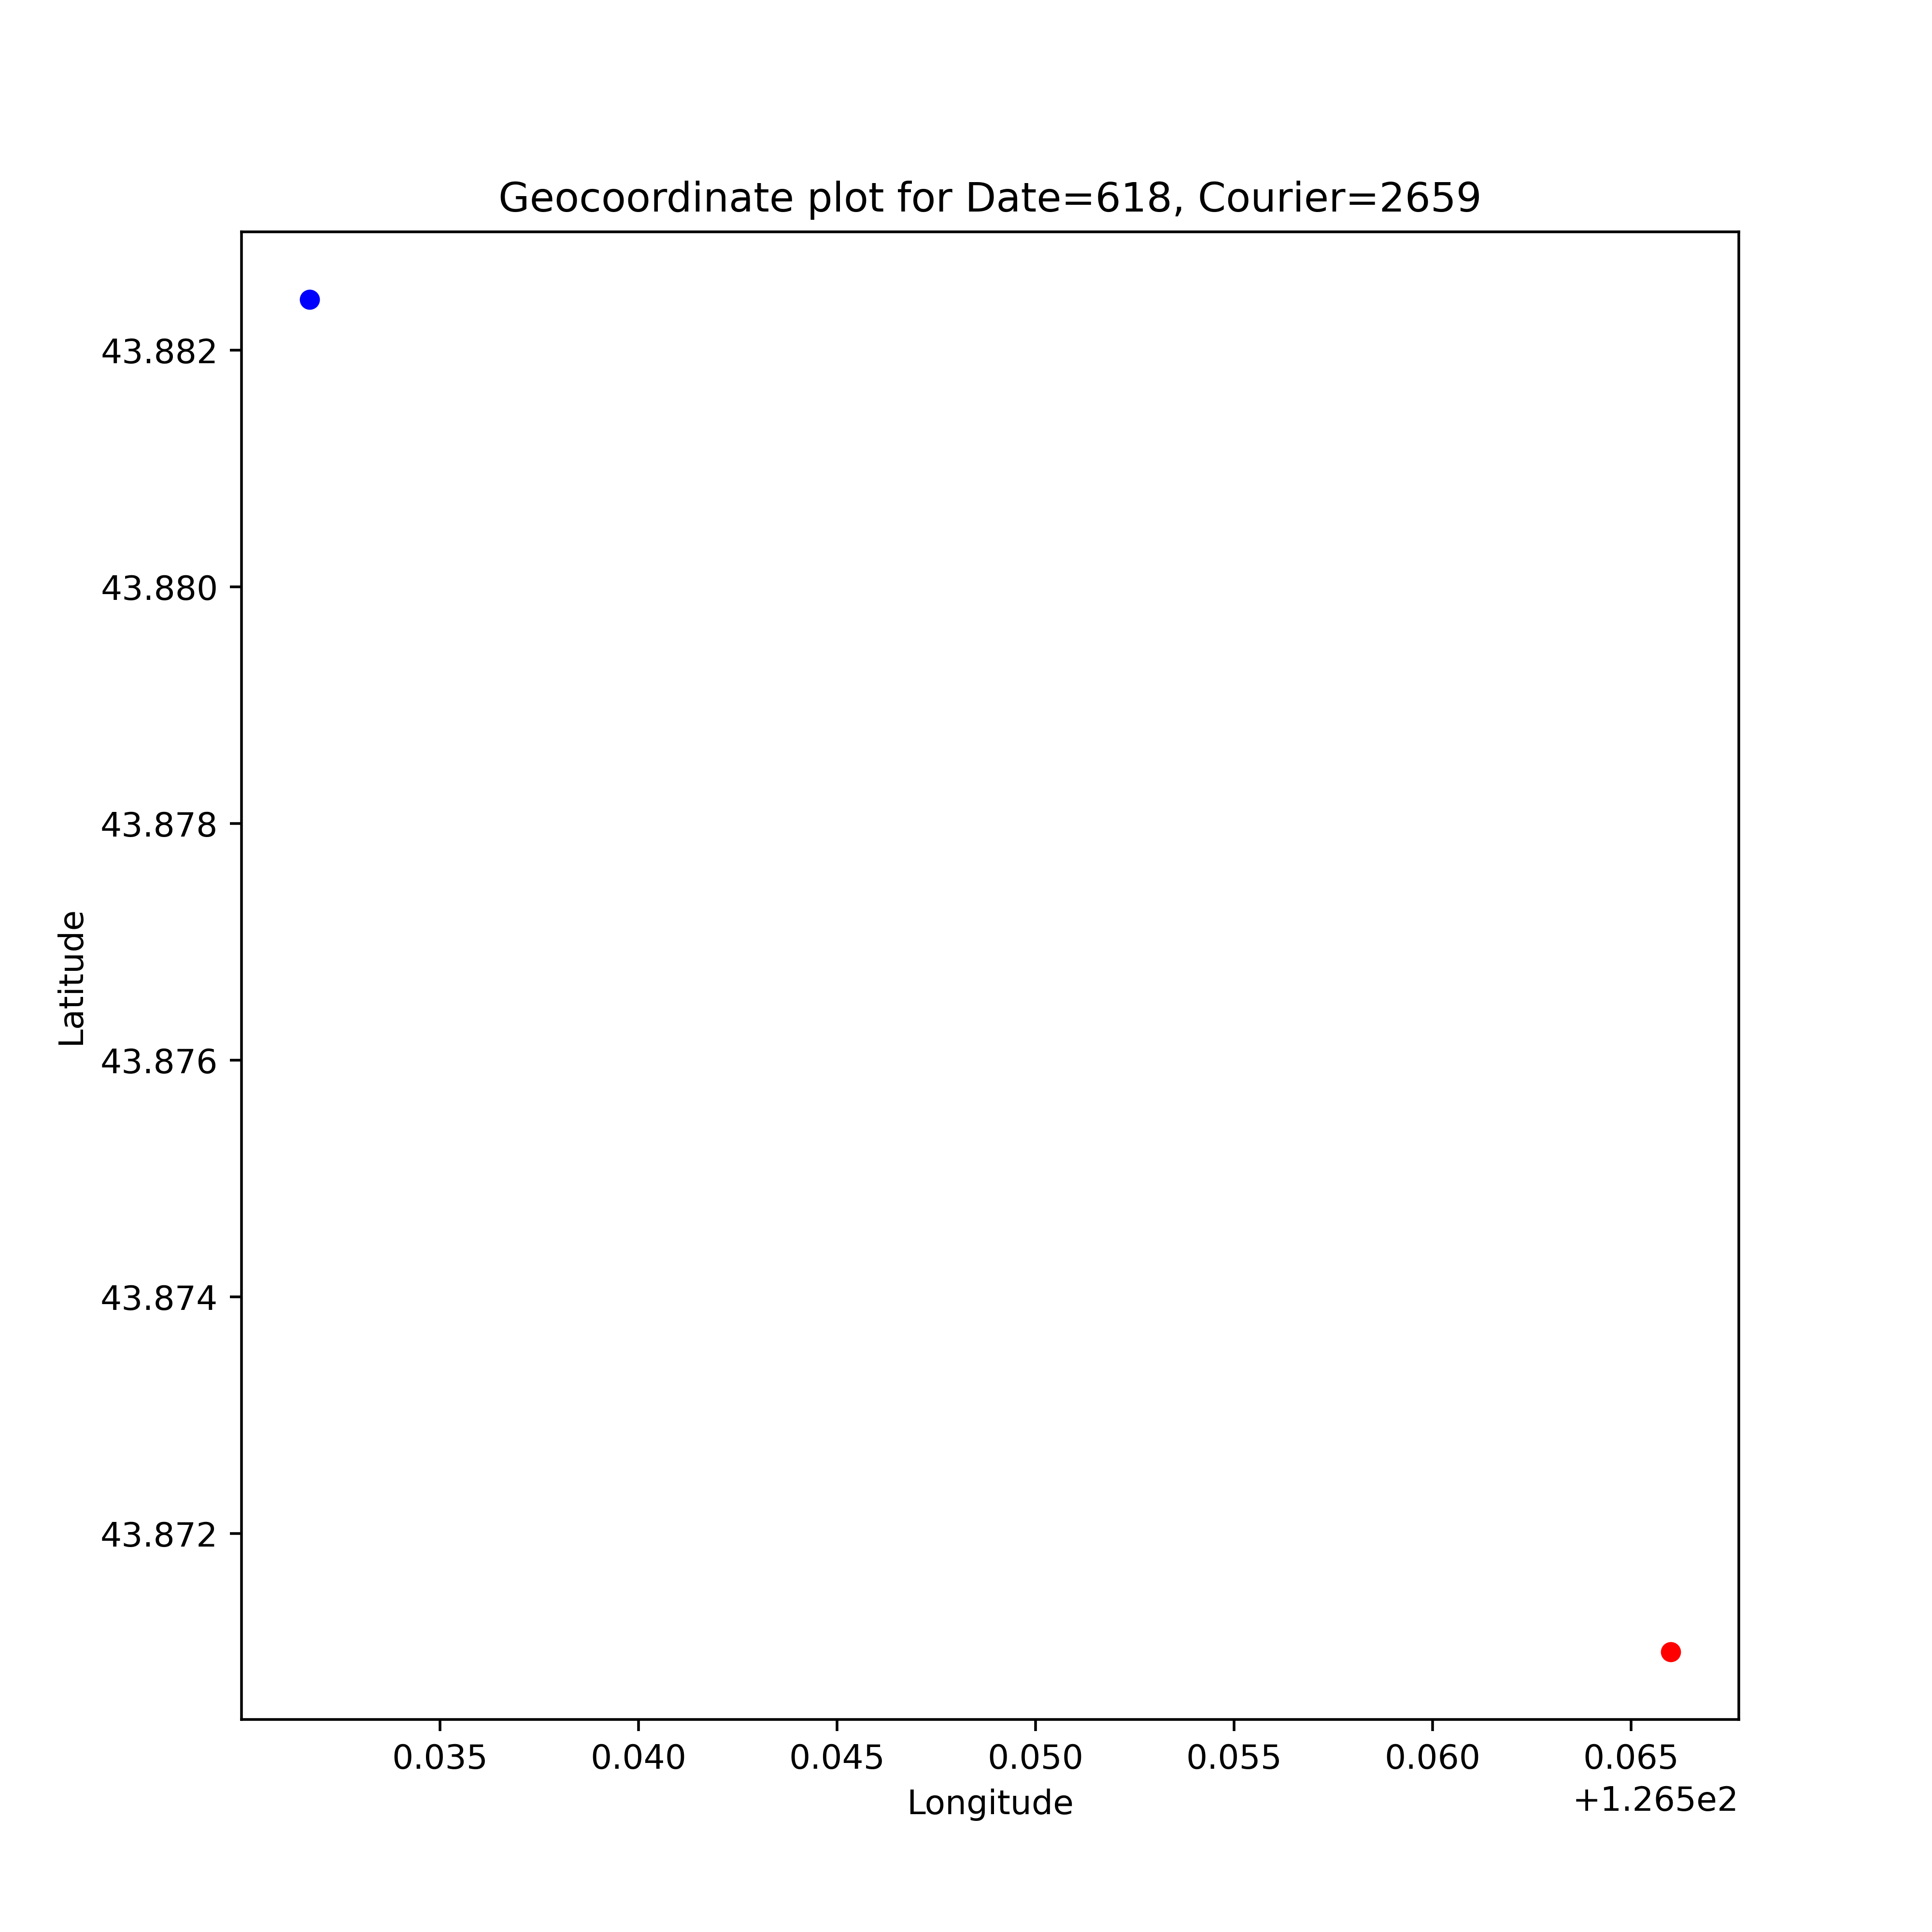 Geocoordinate plot for Date=618, Courier=2659
43.882
43.880
43.878
43.876
43.874
43.872
Latitude
0.035 0.040 0.045 0.050 0.055 0.060 0.065
+1.265e2
Longitude